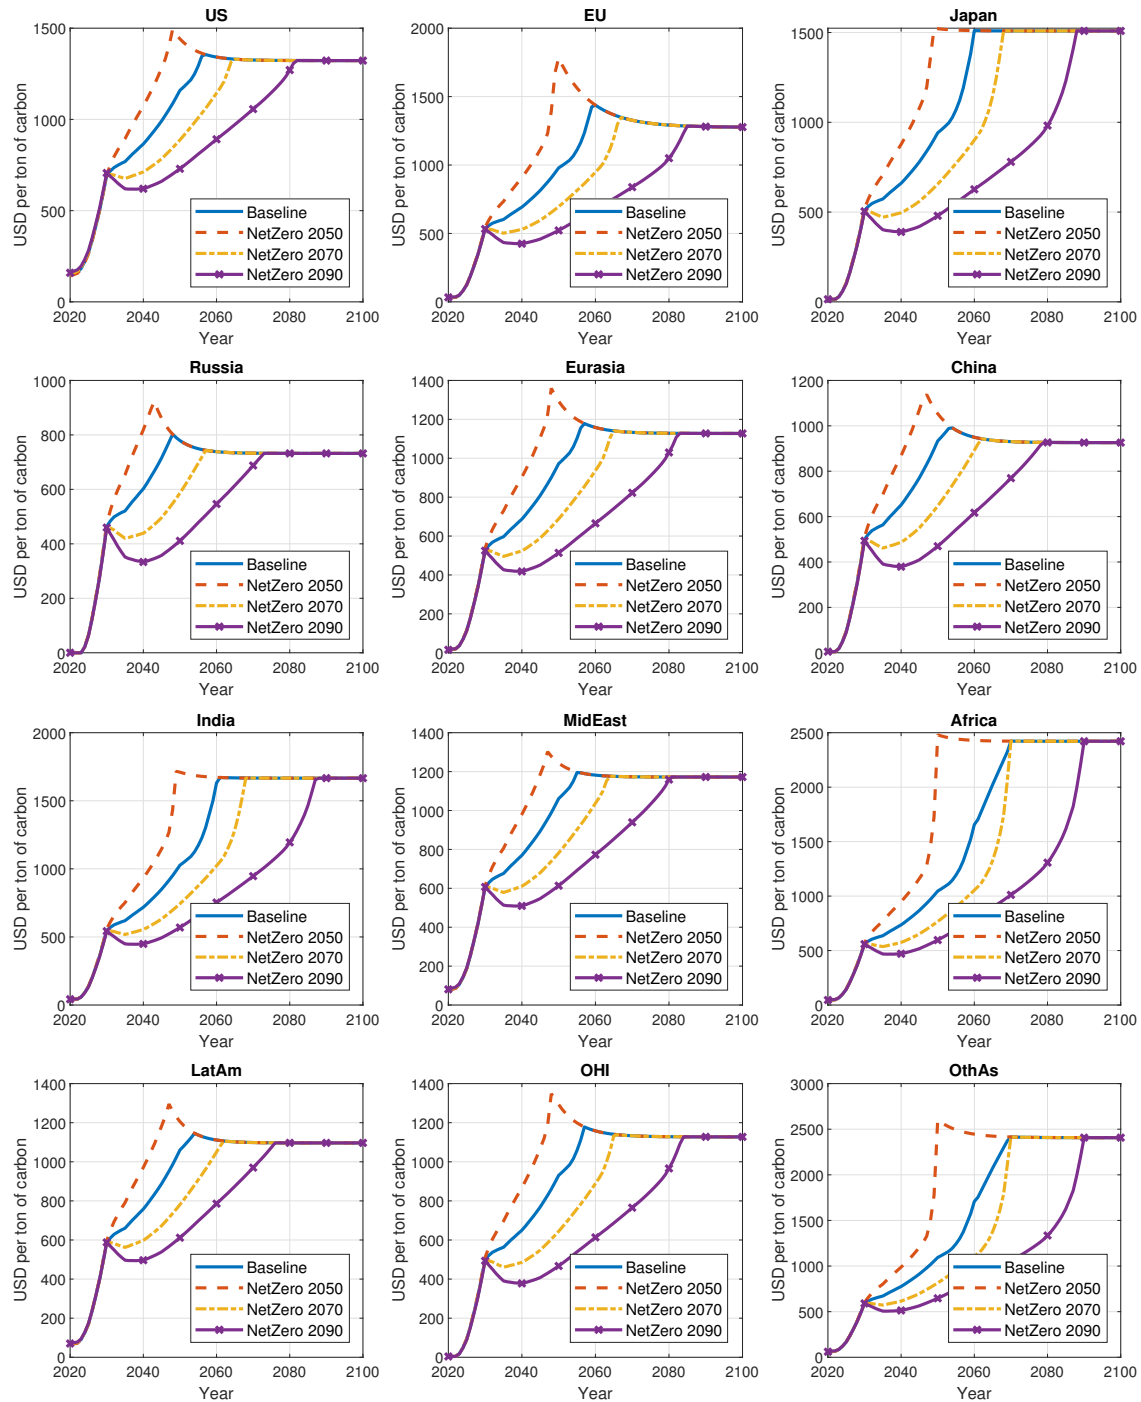 US
USD per ton of carbon
1500
1000
500
0
2020 2040 2060 2080 2100
Year
Baseline
NetZero 2050
NetZero 2070
NetZero 2090
EU
USD per ton of carbon
2000
1500
1000
500
0
2020 2040 2060 2080 2100
Year
Baseline
NetZero 2050
NetZero 2070
NetZero 2090
Japan
USD per ton of carbon
1500
1000
500
0
2020 2040 2060 2080 2100
Year
Baseline
NetZero 2050
NetZero 2070
NetZero 2090
Russia
USD per ton of carbon
1000
800
600
400
200
0
2020 2040 2060 2080 2100
Year
Baseline
NetZero 2050
NetZero 2070
NetZero 2090
Eurasia
USD per ton of carbon
1400
1200
1000
800
600
400
200
0
2020 2040 2060 2080 2100
Year
Baseline
NetZero 2050
NetZero 2070
NetZero 2090
China
USD per ton of carbon
1200
1000
800
600
400
200
0
2020 2040 2060 2080 2100
Year
Baseline
NetZero 2050
NetZero 2070
NetZero 2090
India
USD per ton of carbon
2000
1500
1000
500
0
2020 2040 2060 2080 2100
Year
Baseline
NetZero 2050
NetZero 2070
NetZero 2090
MidEast
USD per ton of carbon
1400
1200
1000
800
600
400
200
0
2020 2040 2060 2080 2100
Year
Baseline
NetZero 2050
NetZero 2070
NetZero 2090
Africa
USD per ton of carbon
2500
2000
1500
1000
500
0
2020 2040 2060 2080 2100
Year
Baseline
NetZero 2050
NetZero 2070
NetZero 2090
LatAm
USD per ton of carbon
1400
1200
1000
800
600
400
200
0
2020 2040 2060 2080 2100
Year
Baseline
NetZero 2050
NetZero 2070
NetZero 2090
OHI
USD per ton of carbon
1400
1200
1000
800
600
400
200
0
2020 2040 2060 2080 2100
Year
Baseline
NetZero 2050
NetZero 2070
NetZero 2090
OthAs
USD per ton of carbon
3000
2500
2000
1500
1000
500
0
2020 2040 2060 2080 2100
Year
Baseline
NetZero 2050
NetZero 2070
NetZero 2090